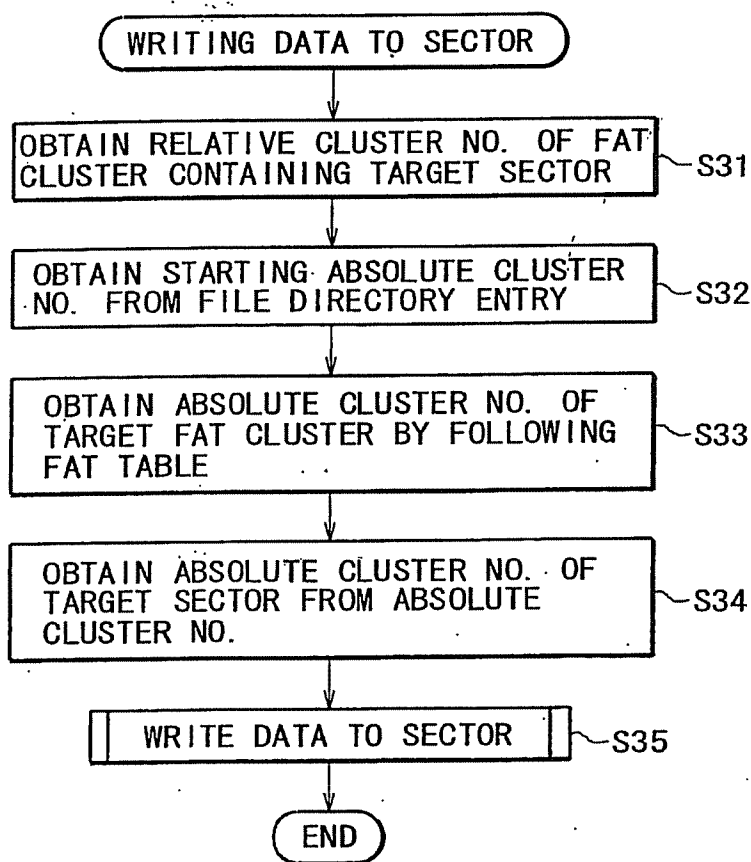 WRITING DATA TO SECTOR
OBTAIN RELATIVE CLUSTER NO. OF FAT
CLUSTER CONTAINING TARGET SECTOR
S31
OBTAIN STARTING ABSOLUTE CLUSTER
NO. FROM FILE DIRECTORY ENTRY
S32
OBTAIN ABSOLUTE CLUSTER NO. OF
TARGET FAT CLUSTER BY FOLLOWING
FAT TABLE
S33
OBTAIN ABSOLUTE CLUSTER NO. OF
TARGET SECTOR FROM ABSOLUTE
CLUSTER NO.
S34
WRITE DATA TO SECTOR
S35
END